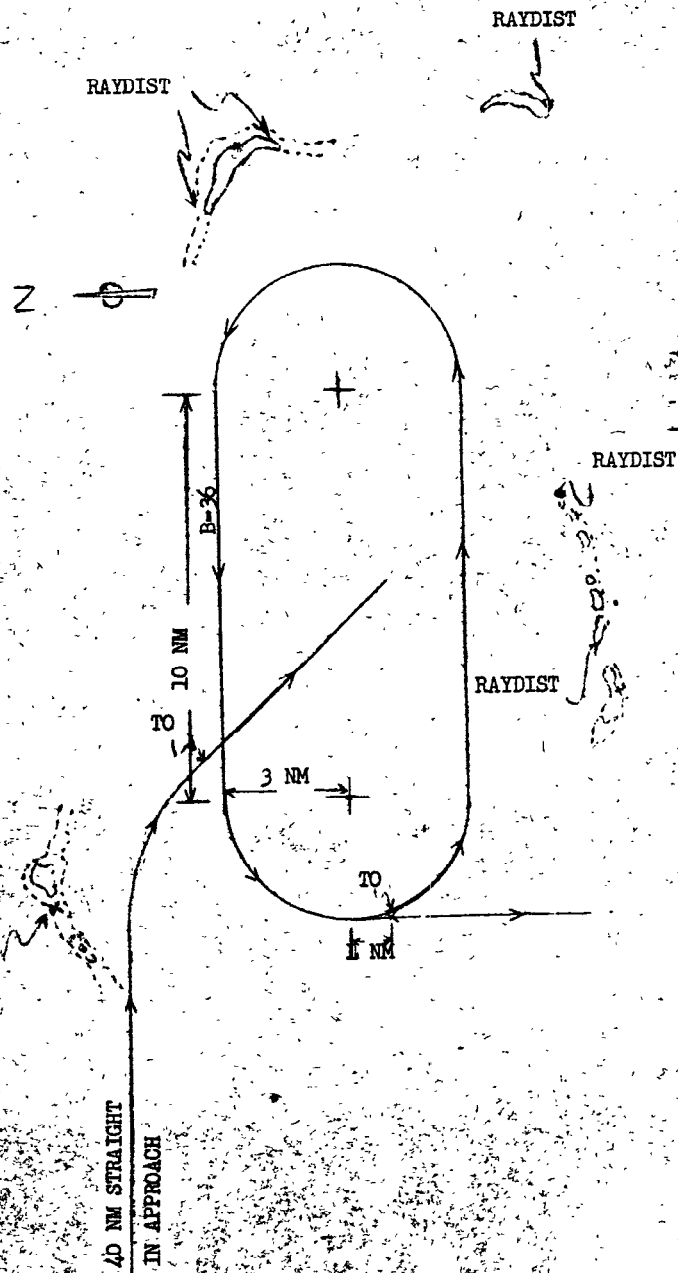 RAYDIST
RAYDIST
N
B-36
RAYDIST
10 NM
RAYDIST
TO
3 NM
TO
1 NM
40 NM STRAIGHT
IN APPROACH